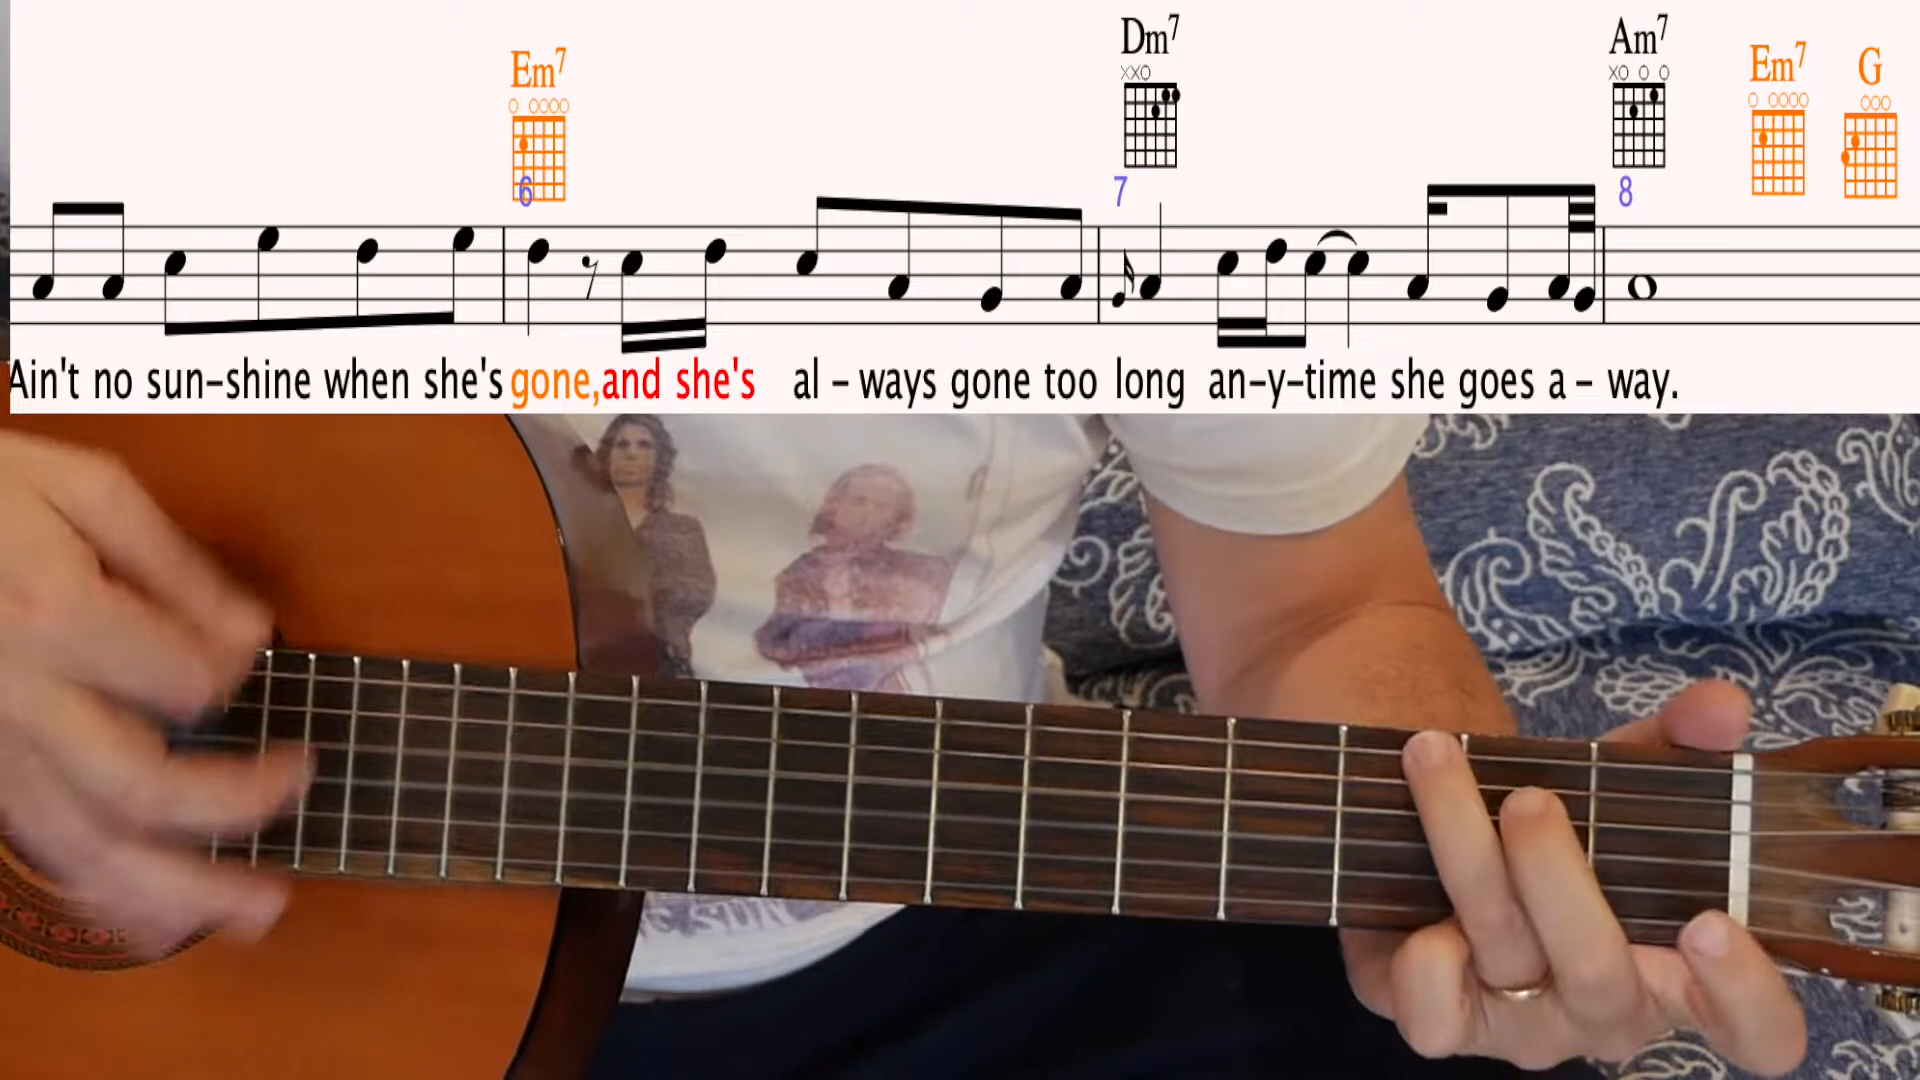 Em7 Dm7 Am7 Em7 G
6 7 8
Ain't no sun-shine when she's gone, and she's al - ways gone too long an-y-time she goes a - way.